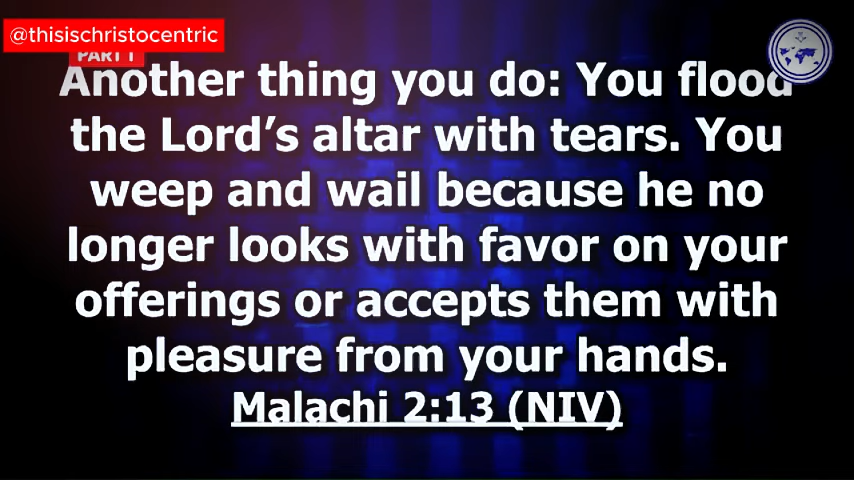 @thisischristocentric
PART 1
Another thing you do: You flood
the Lord’s altar with tears. You
weep and wail because he no
longer looks with favor on your
offerings or accepts them with
pleasure from your hands.
Malachi 2:13 (NIV)